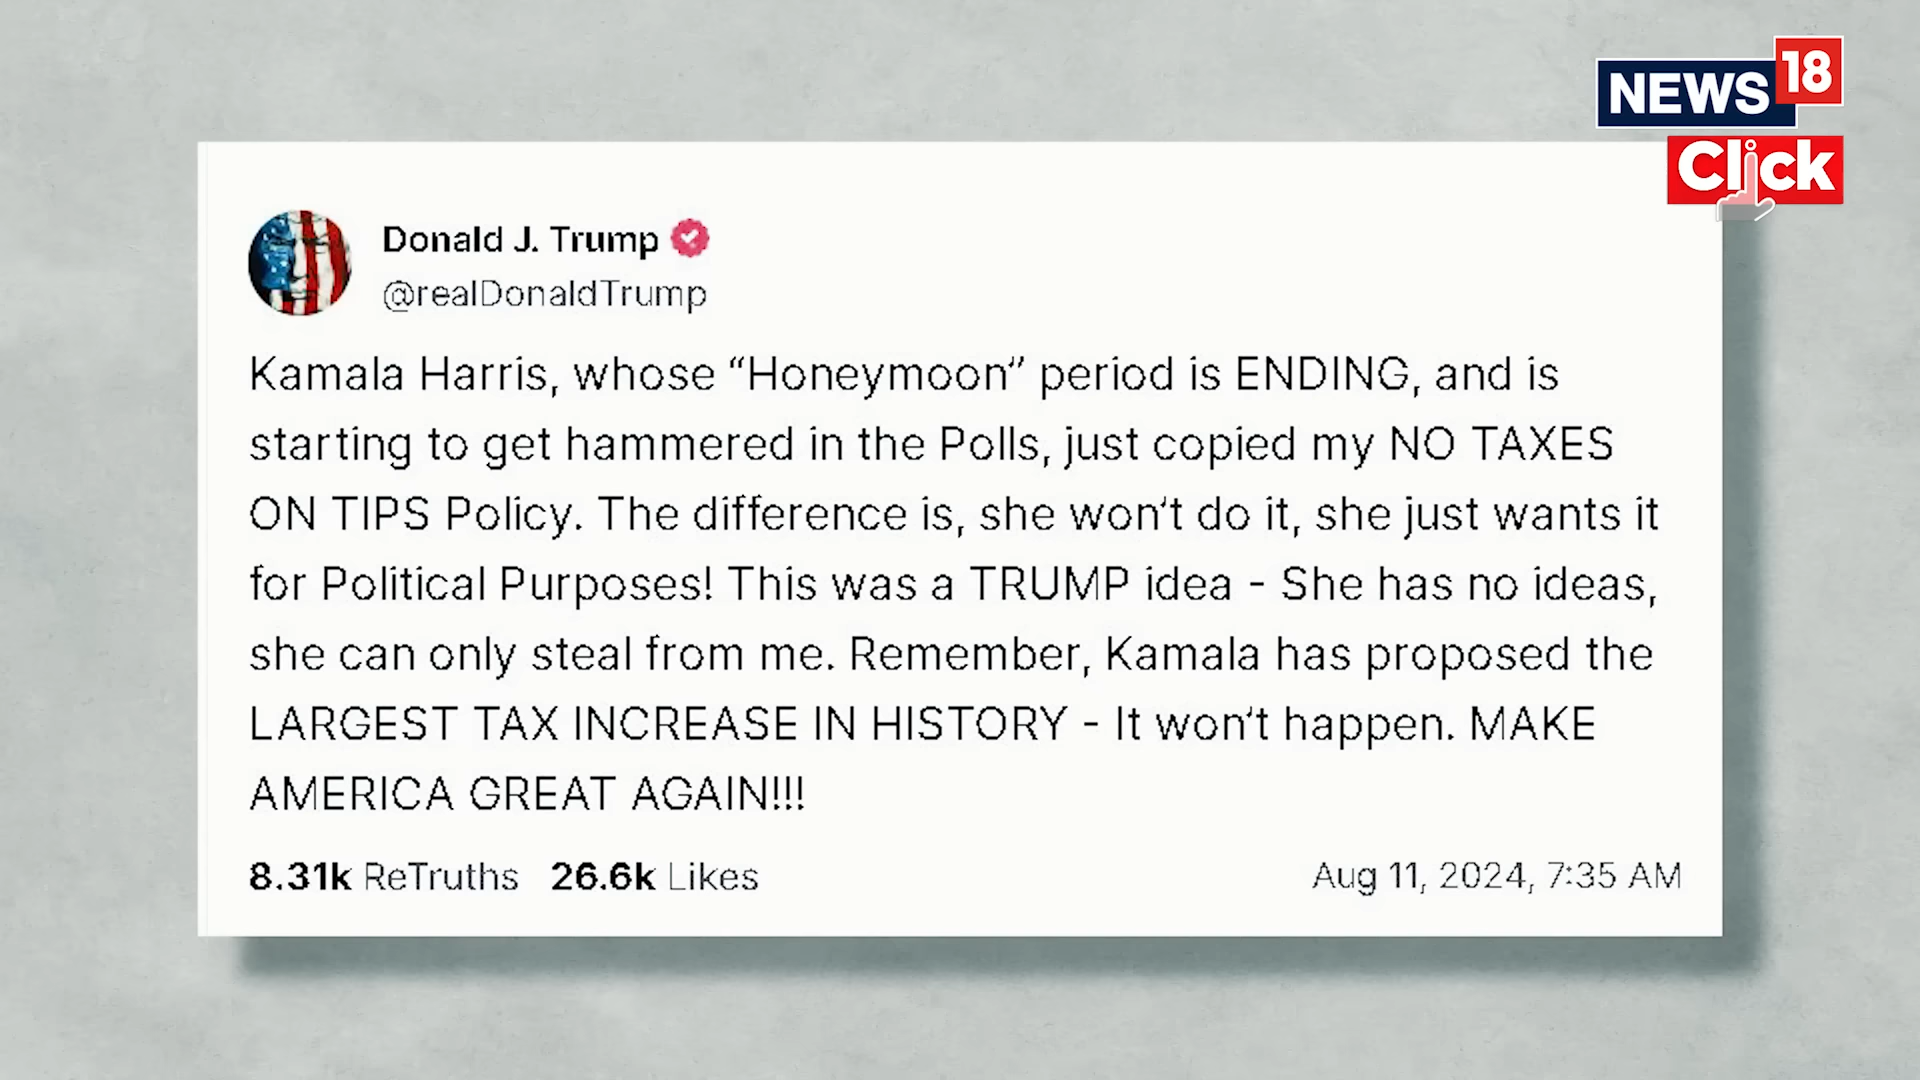 NEWS 18
Click
Donald J. Trump
@realDonaldTrump
Kamala Harris, whose “Honeymoon” period is ENDING, and is
starting to get hammered in the Polls, just copied my NO TAXES
ON TIPS Policy. The difference is, she won’t do it, she just wants it
for Political Purposes! This was a TRUMP idea - She has no ideas,
she can only steal from me. Remember, Kamala has proposed the
LARGEST TAX INCREASE IN HISTORY - It won’t happen. MAKE
AMERICA GREAT AGAIN!!!
8.31k ReTruths 26.6k Likes Aug 11, 2024, 7:35 AM